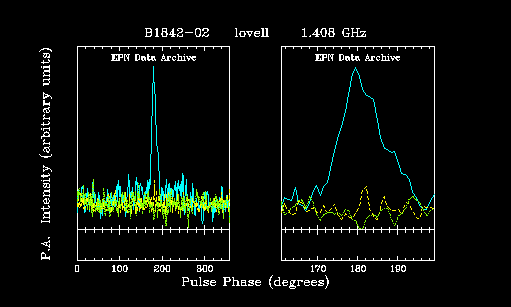 B1842-02 lovell 1.408 GHz
EPN Data Archive EPN Data Archive
P.A. Intensity (arbitrary units)
0 100 200 300 170 180 190
Pulse Phase (degrees)